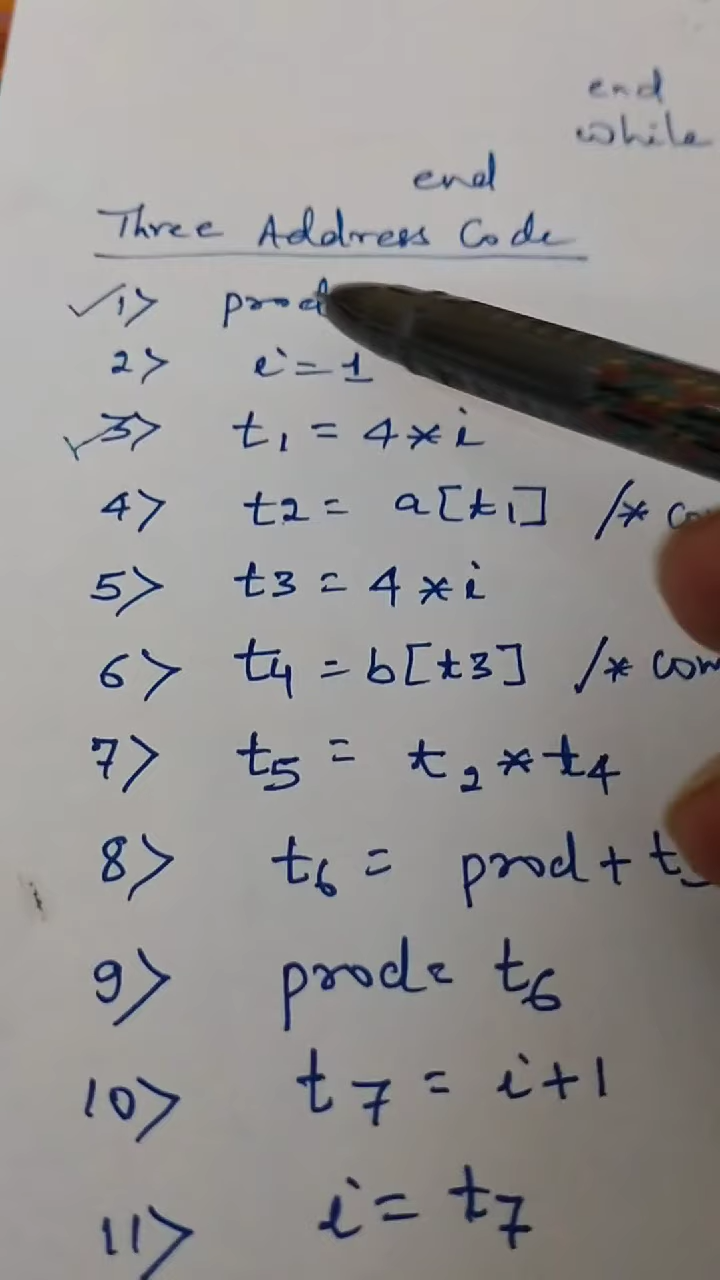 end
while
end
Three Address Code
✓1> prod
2> i = 1
✓3> t1 = 4 * i
4> t2 = a[t1] /*
5> t3 = 4 * i
6> t4 = b[t3] /* com
7> t5 = t2 * t4
8> t6 = prod + t
9> prod = t6
10> t7 = i + 1
11> i = t7